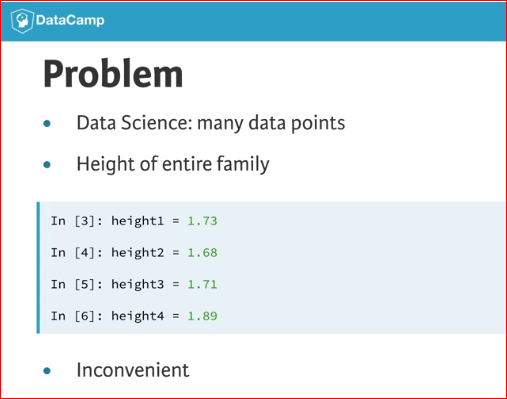 DataCamp
Problem
• Data Science: many data points
• Height of entire family
In [3]: height1 = 1.73
In [4]: height2 = 1.68
In [5]: height3 = 1.71
In [6]: height4 = 1.89
• Inconvenient